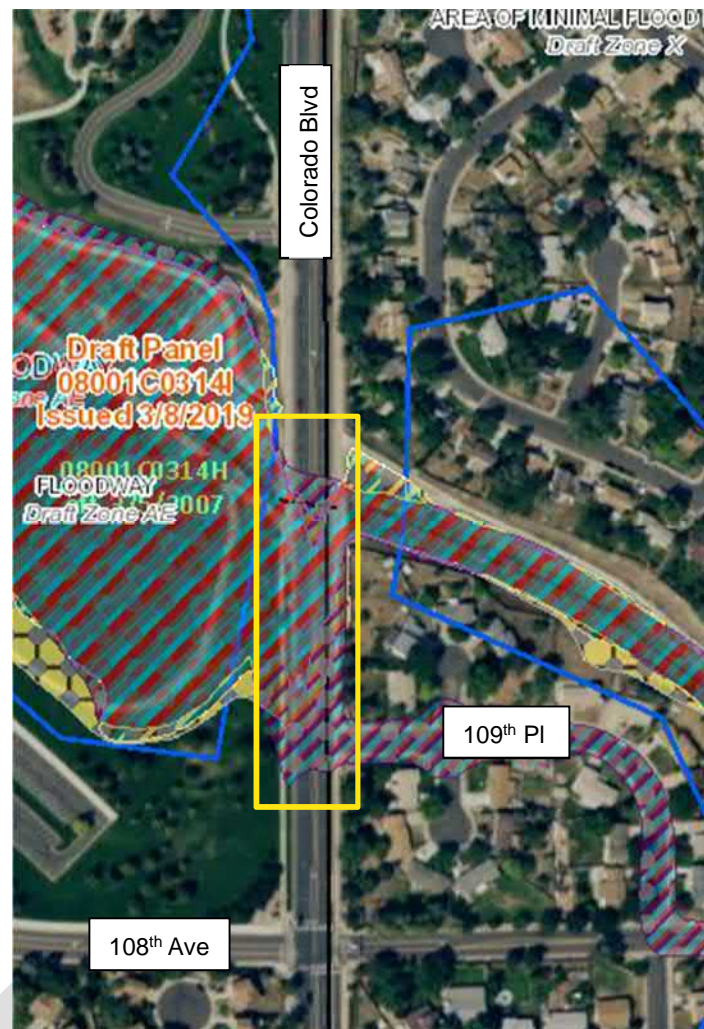 AREA OF MINIMAL FLOOD
Draft Zone X
Colorado Blvd
Draft Panel
08001C0314I
Issued 3/8/2019
08001C0314H
FLOODWAY
2007
Draft Zone AE
109th Pl
108th Ave